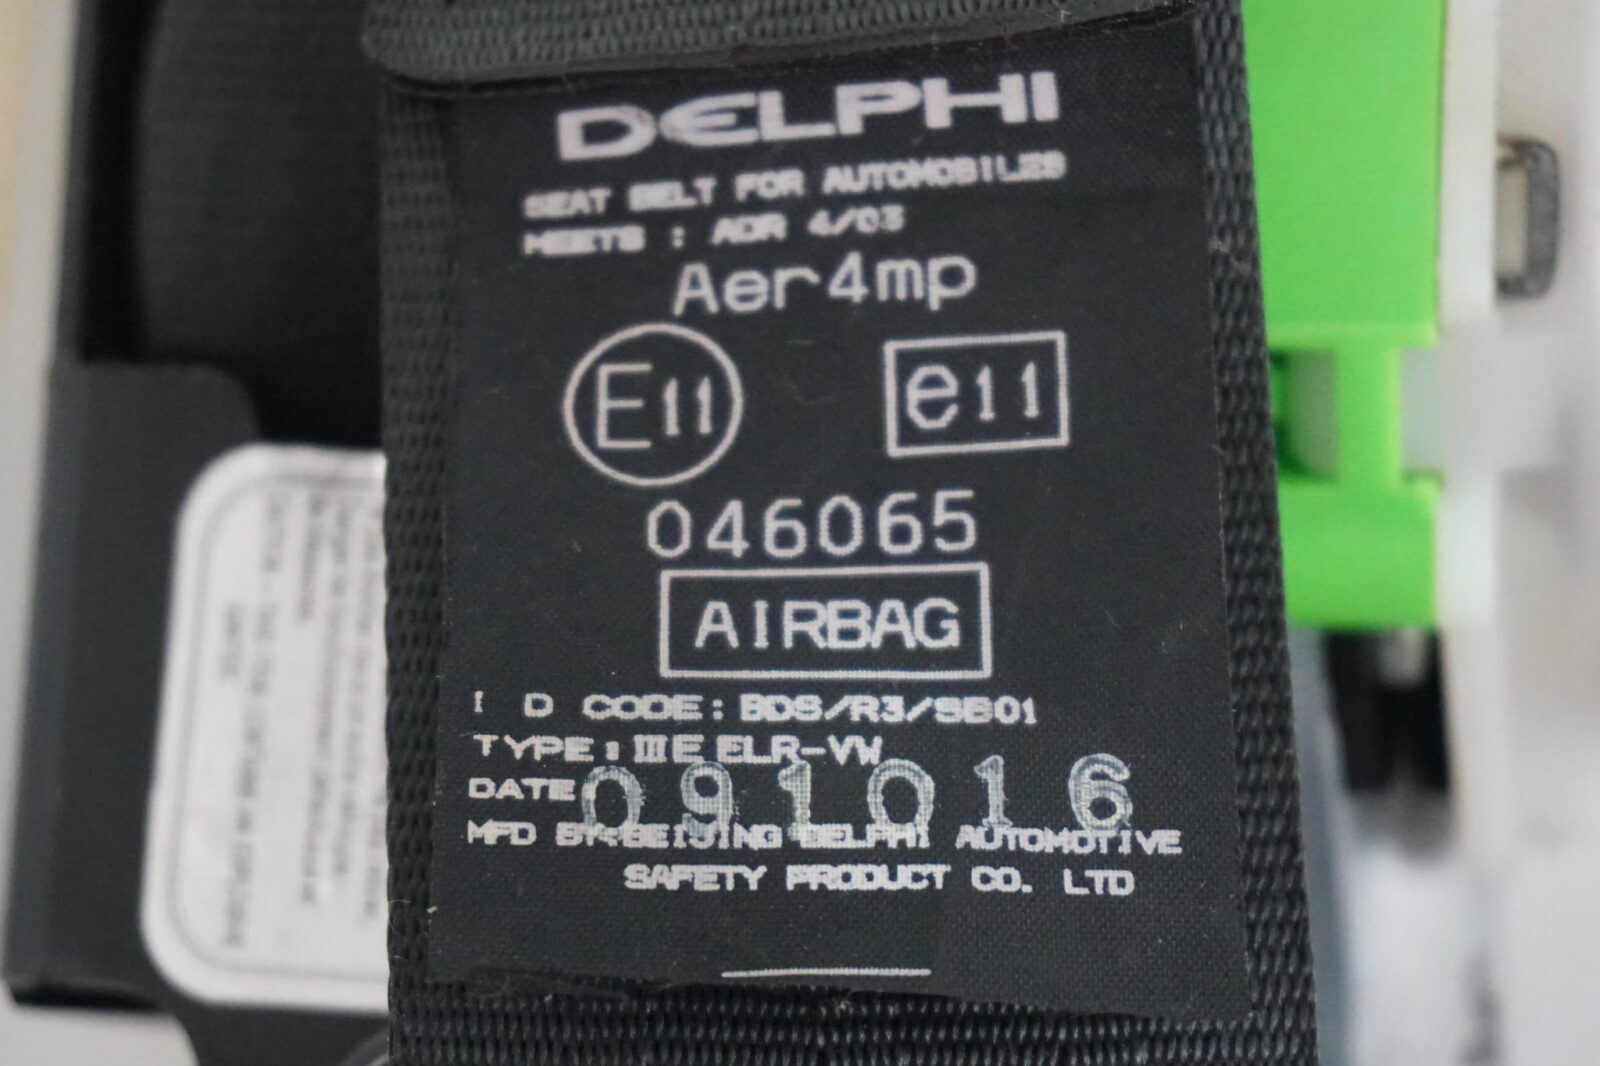 DELPHI
SEAT BELT FOR AUTOMOBILES
MEETS : ADR 4/03
Aer4mp
E11 e11
046065
AIRBAG
I D CODE: BDS/R3/SB01
TYPE: IIIE ELR-VW
DATE: 091016
MFD BY:BEIJING DELPHI AUTOMOTIVE
SAFETY PRODUCT CO. LTD